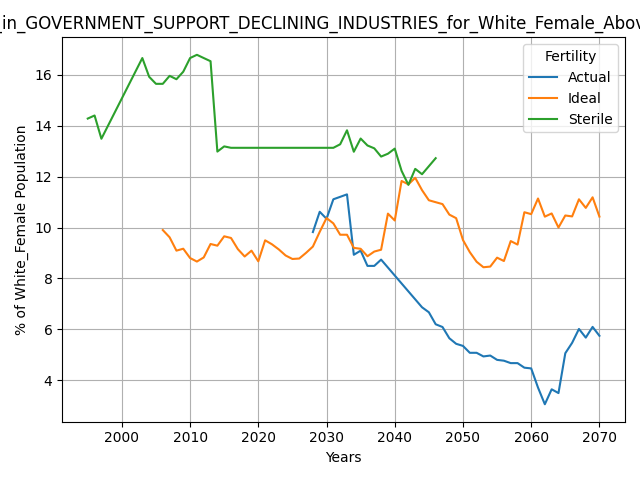 _in_GOVERNMENT_SUPPORT_DECLINING_INDUSTRIES_for_White_Female_Abov
Fertility
Actual
Ideal
Sterile
% of White_Female Population
16
14
12
10
8
6
4
2000 2010 2020 2030 2040 2050 2060 2070
Years